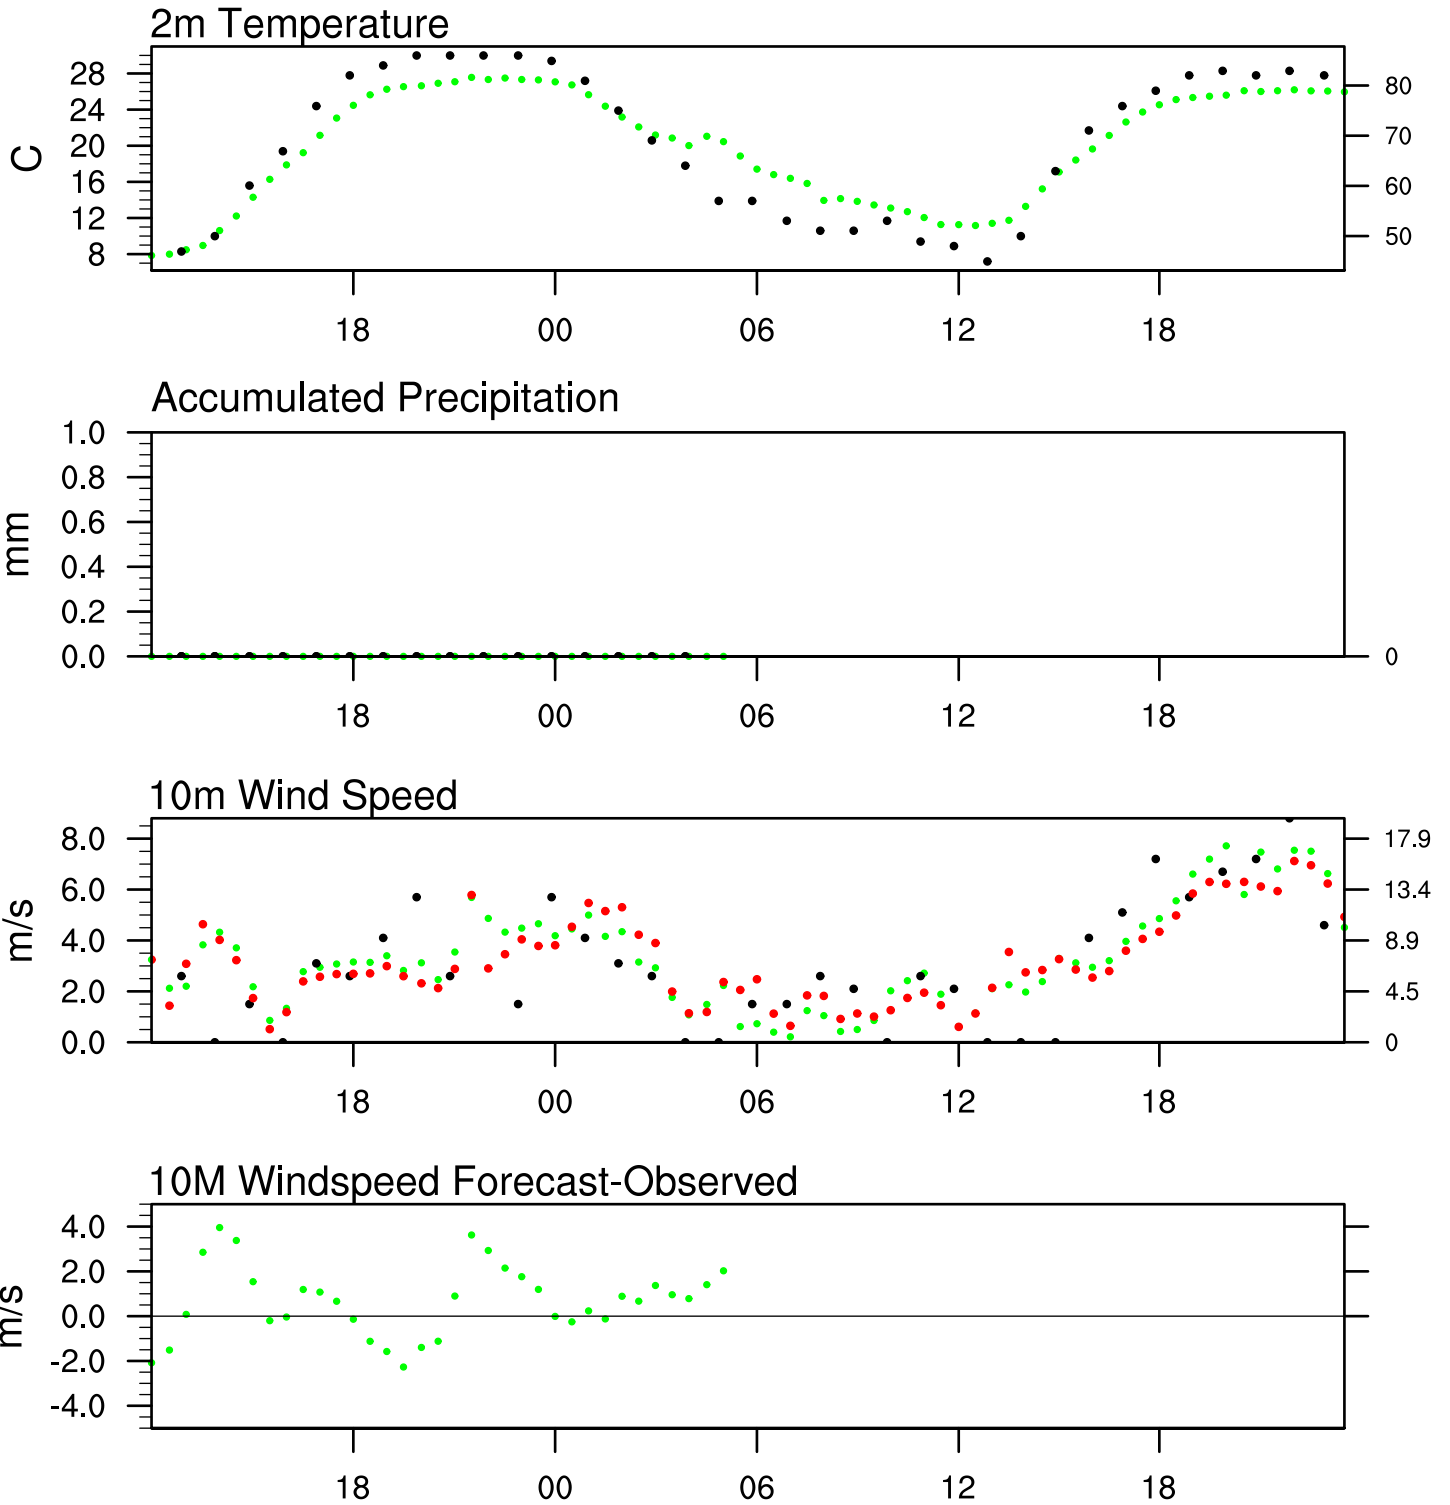 2m Temperature
28
24
20
16
12
8
C
80
70
60
50
18 00 06 12 18
Accumulated Precipitation
1.0
0.8
0.6
0.4
0.2
0.0
mm
0
18 00 06 12 18
10m Wind Speed
8.0
6.0
4.0
2.0
0.0
m/s
17.9
13.4
8.9
4.5
0
18 00 06 12 18
10M Windspeed Forecast-Observed
4.0
2.0
0.0
-2.0
-4.0
m/s
18 00 06 12 18